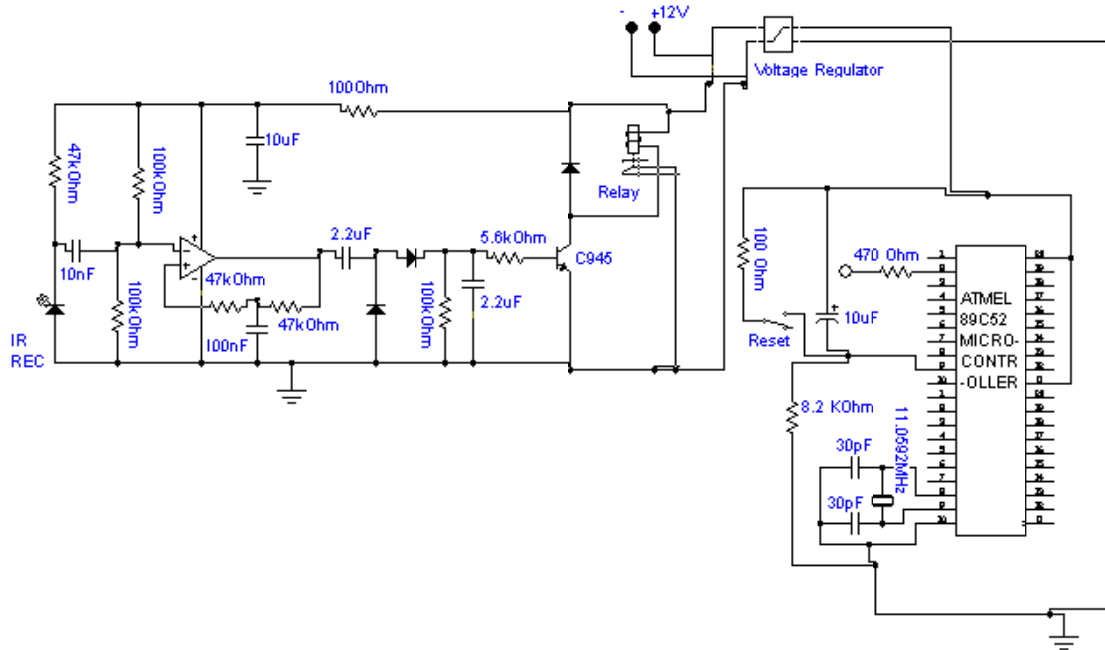 - +12V
Voltage Regulator
100Ohm
10uF
47kOhm
100kOhm
Relay
2.2uF
5.6kOhm
C945
10nF
47kOhm
100kOhm
47kOhm
100kOhm
2.2uF
100nF
IR
REC
100 Ohm
470 Ohm
10uF
Reset
ATMEL
89C52
MICRO-
CONTR
-OLLER
8.2 KOhm
11.0592MHz
30pF
30pF